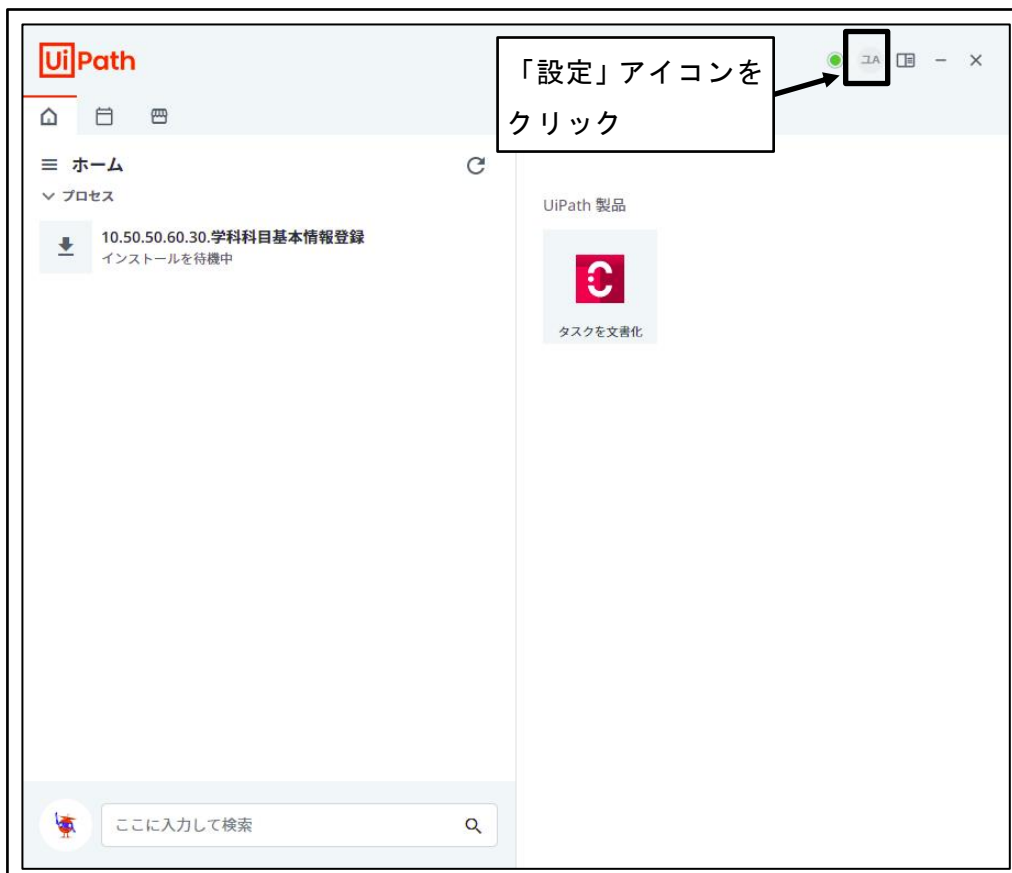 UiPath
「設定」アイコンを
クリック
ユA
ホーム
プロセス
10.50.50.60.30.学科科目基本情報登録
インストールを待機中
UiPath 製品
タスクを文書化
ここに入力して検索